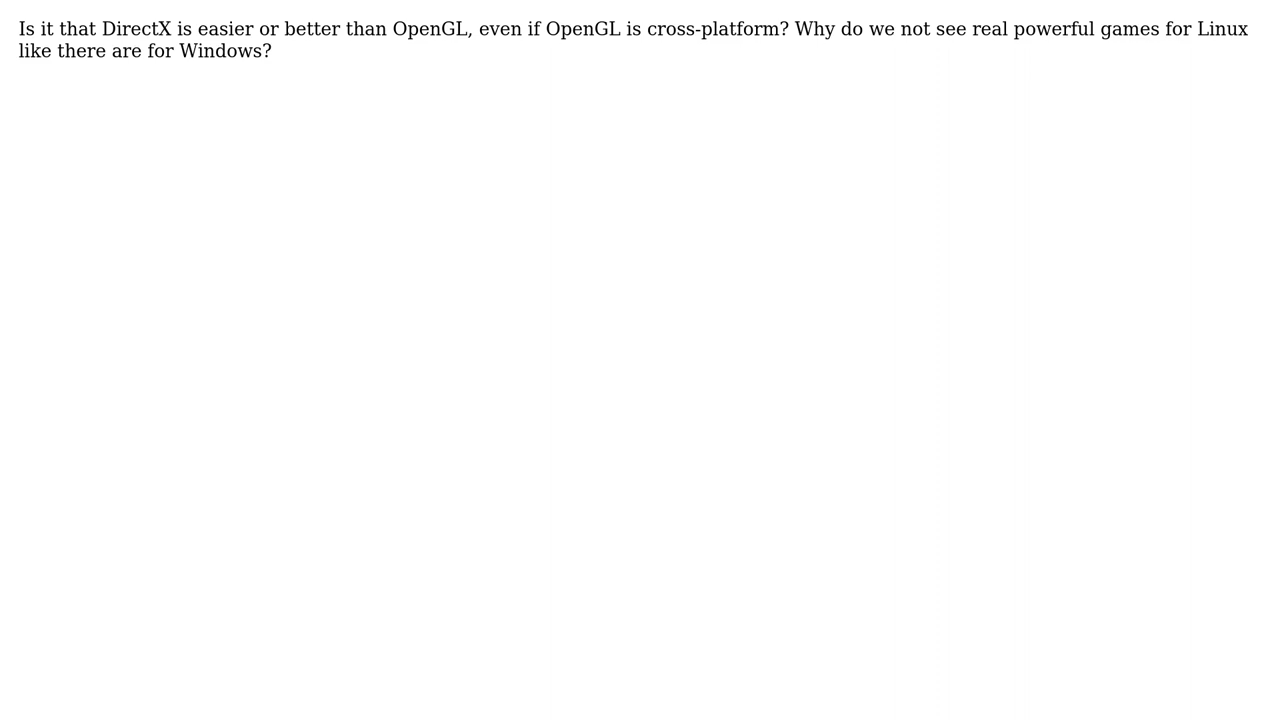 Is it that DirectX is easier or better than OpenGL, even if OpenGL is cross-platform? Why do we not see real powerful games for Linux
like there are for Windows?